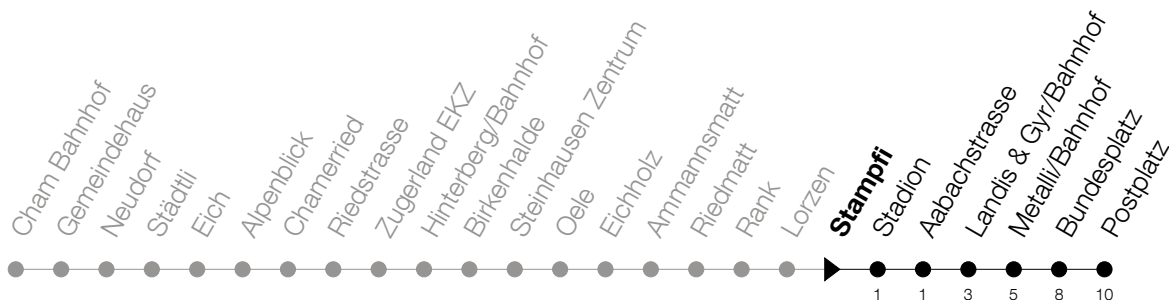 Cham Bahnhof
Gemeindehaus
Neudorf
Städtli
Eich
Alpenblick
Chamerried
Riedstrasse
Zugerland EKZ
Hinterberg/Bahnhof
Birkenhalde
Steinhausen Zentrum
Oele
Eichholz
Ammannsmatt
Riedmatt
Rank
Lorzen
Stampfi
Stadion
Aabachstrasse
Landis & Gyr/Bahnhof
Metalli/Bahnhof
Bundesplatz
Postplatz
1 1 3 5 8 10